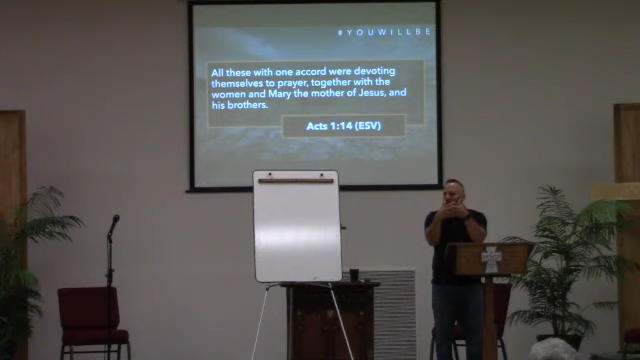 #YOUWILLBE
All these with one accord were devoting
themselves to prayer, together with the
women and Mary the mother of Jesus, and
his brothers.
Acts 1:14 (ESV)